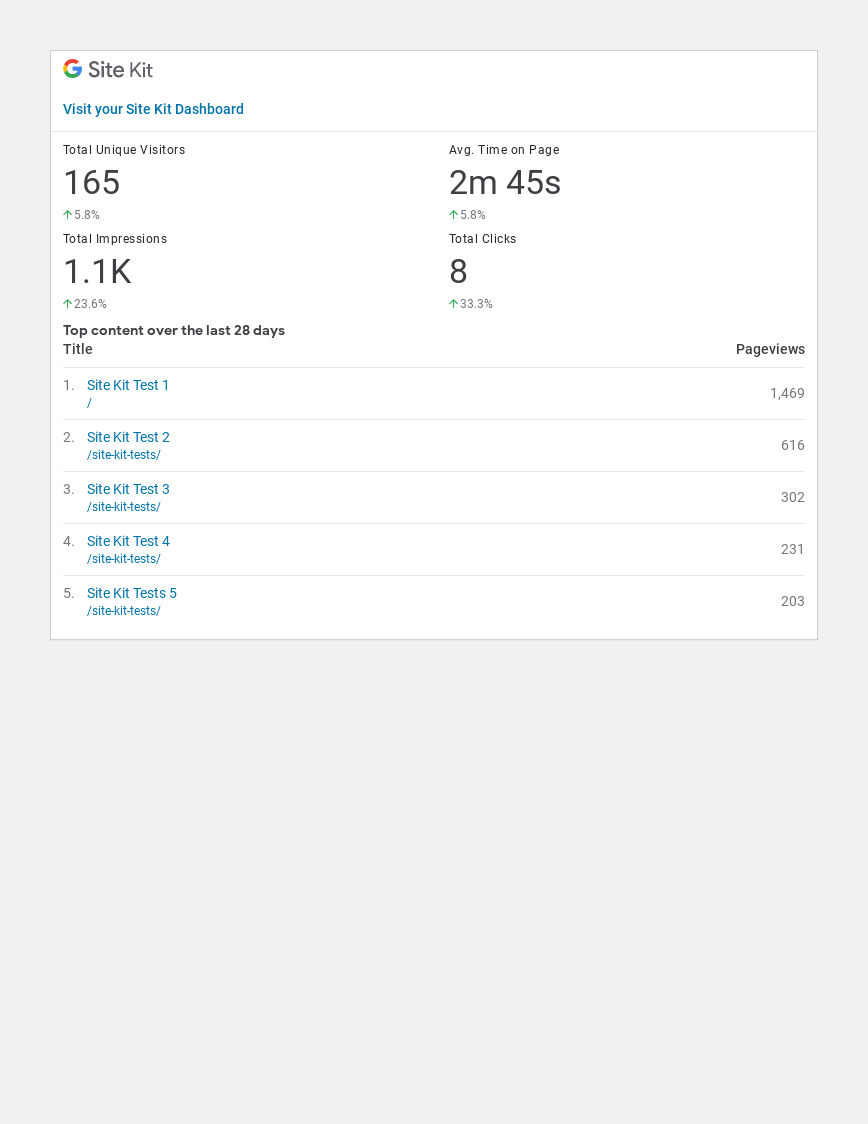 Site Kit
Visit your Site Kit Dashboard
Total Unique Visitors
165
5.8%
Avg. Time on Page
2m 45s
5.8%
Total Impressions
1.1K
23.6%
Total Clicks
8
33.3%
Top content over the last 28 days
Title Pageviews
1. Site Kit Test 1
/
1,469
2. Site Kit Test 2
/site-kit-tests/
616
3. Site Kit Test 3
/site-kit-tests/
302
4. Site Kit Test 4
/site-kit-tests/
231
5. Site Kit Tests 5
/site-kit-tests/
203